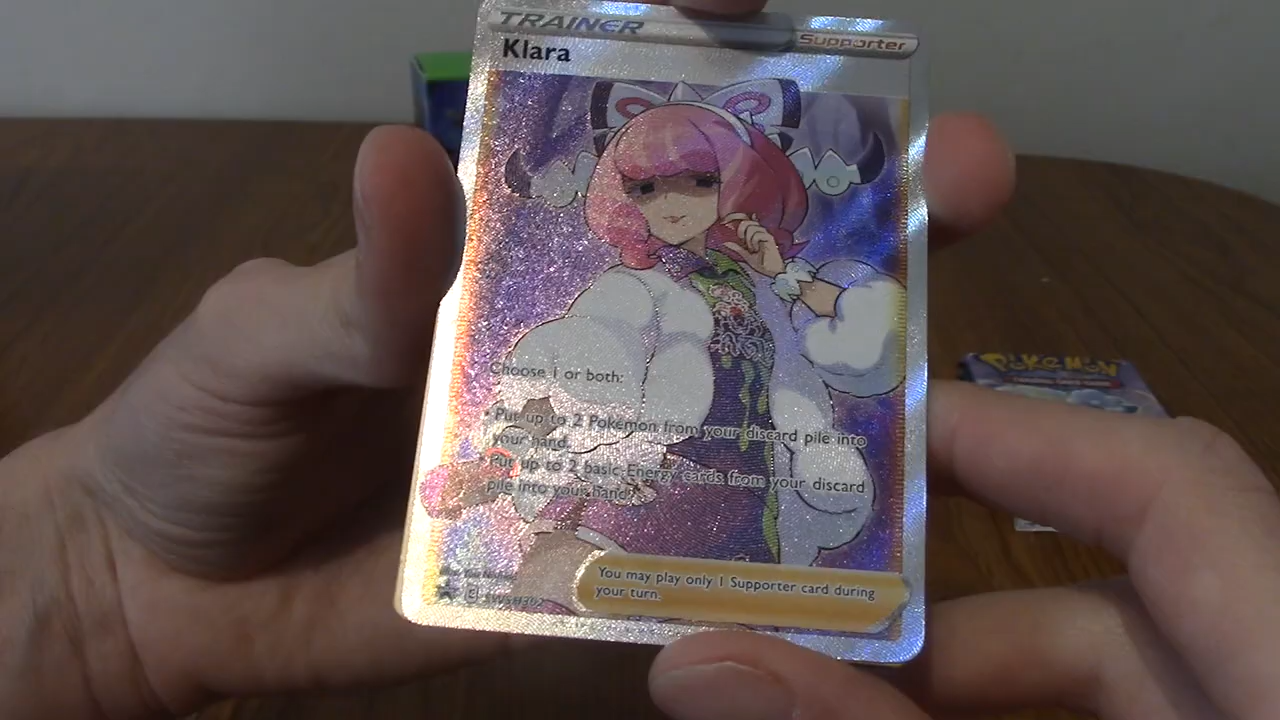 TRAINER Supporter
Klara
Choose 1 or both:
• Put up to 2 Pokémon from your discard pile into
your hand.
• Put up to 2 basic Energy cards from your discard
pile into your hand.
You may play only 1 Supporter card during
your turn.
SWSH302
POKéMON